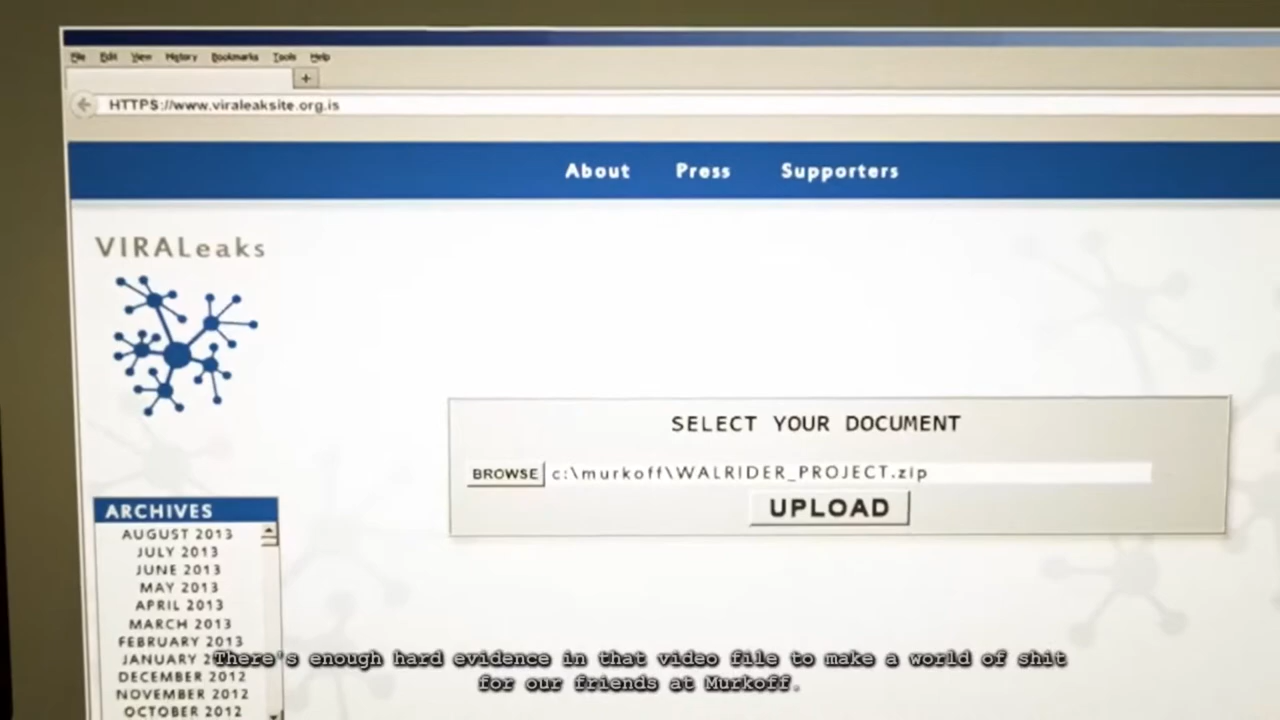 File Edit View History Bookmarks Tools Help
+
HTTPS://www.viraleaksite.org.is
About Press Supporters
VIRALeaks
SELECT YOUR DOCUMENT
BROWSE c:\murkoff\WALRIDER_PROJECT.zip
UPLOAD
ARCHIVES
AUGUST 2013
JULY 2013
JUNE 2013
MAY 2013
APRIL 2013
MARCH 2013
FEBRUARY 2013
JANUARY
DECEMBER 2012
NOVEMBER 2012
OCTOBER 2012
There's enough hard evidence in that video file to make a world of shit
for our friends at Murkoff.